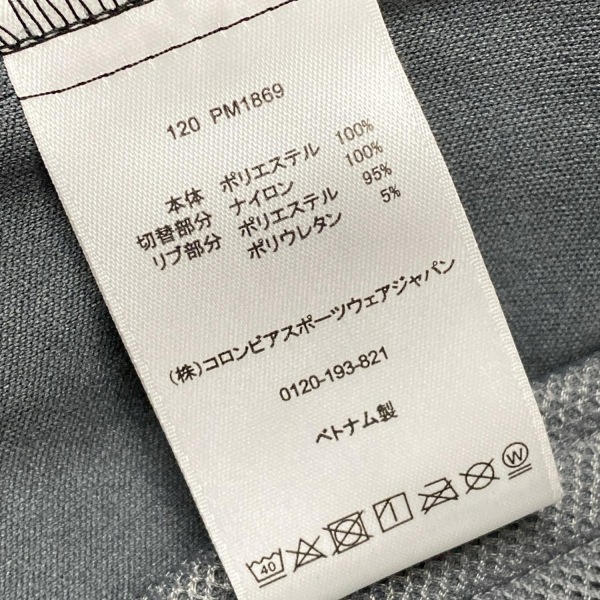 120 PM1869
本体 ポリエステル 100%
切替部分 ナイロン 100%
リブ部分 ポリエステル 95%
ポリウレタン 5%
(株)コロンビアスポーツウェアジャパン
0120-193-821
ベトナム製
40 W